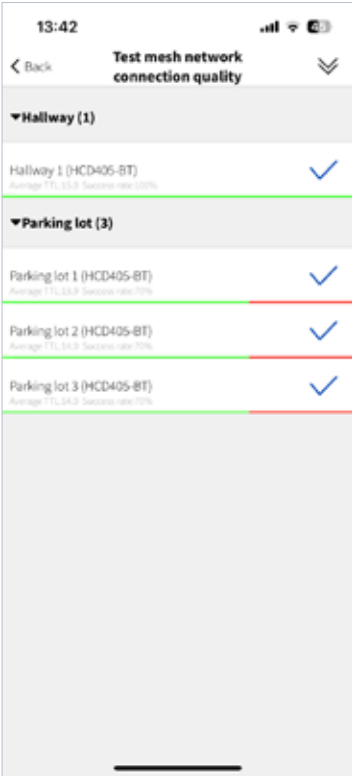 13:42
Back
Test mesh network
connection quality
Hallway (1)
Hallway 1 (HCD405-BT)
Average TTL:15.9 Success rate:100%
Parking lot (3)
Parking lot 1 (HCD405-BT)
Average TTL:13.9 Success rate:70%
Parking lot 2 (HCD405-BT)
Average TTL:14.9 Success rate:70%
Parking lot 3 (HCD405-BT)
Average TTL:14.3 Success rate:70%